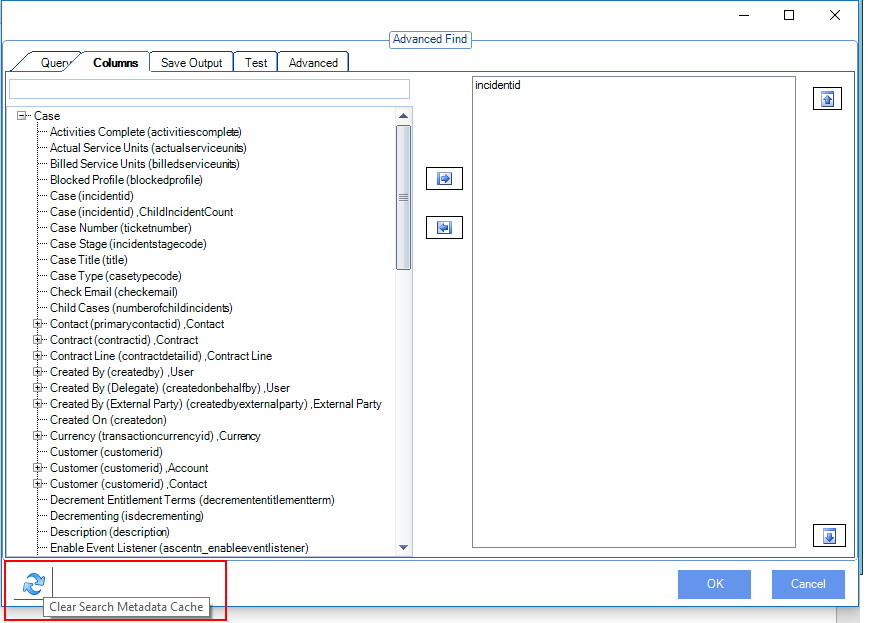 Advanced Find
Query Columns Save Output Test Advanced
incidentid
Case
Activities Complete (activitiescomplete)
Actual Service Units (actualserviceunits)
Billed Service Units (billedserviceunits)
Blocked Profile (blockedprofile)
Case (incidentid)
Case (incidentid) ,ChildIncidentCount
Case Number (ticketnumber)
Case Stage (incidentstagecode)
Case Title (title)
Case Type (casetypecode)
Check Email (checkemail)
Child Cases (numberofchildincidents)
Contact (primarycontactid) ,Contact
Contract (contractid) ,Contract
Contract Line (contractdetailid) ,Contract Line
Created By (createdby) ,User
Created By (Delegate) (createdonbehalfby) ,User
Created By (External Party) (createdbyexternalparty) ,External Party
Created On (createdon)
Currency (transactioncurrencyid) ,Currency
Customer (customerid)
Customer (customerid) ,Account
Customer (customerid) ,Contact
Decrement Entitlement Terms (decremententitlementterm)
Decrementing (isdecrementing)
Description (description)
Enable Event Listener (ascentn_enableeventlistener)
OK Cancel
Clear Search Metadata Cache